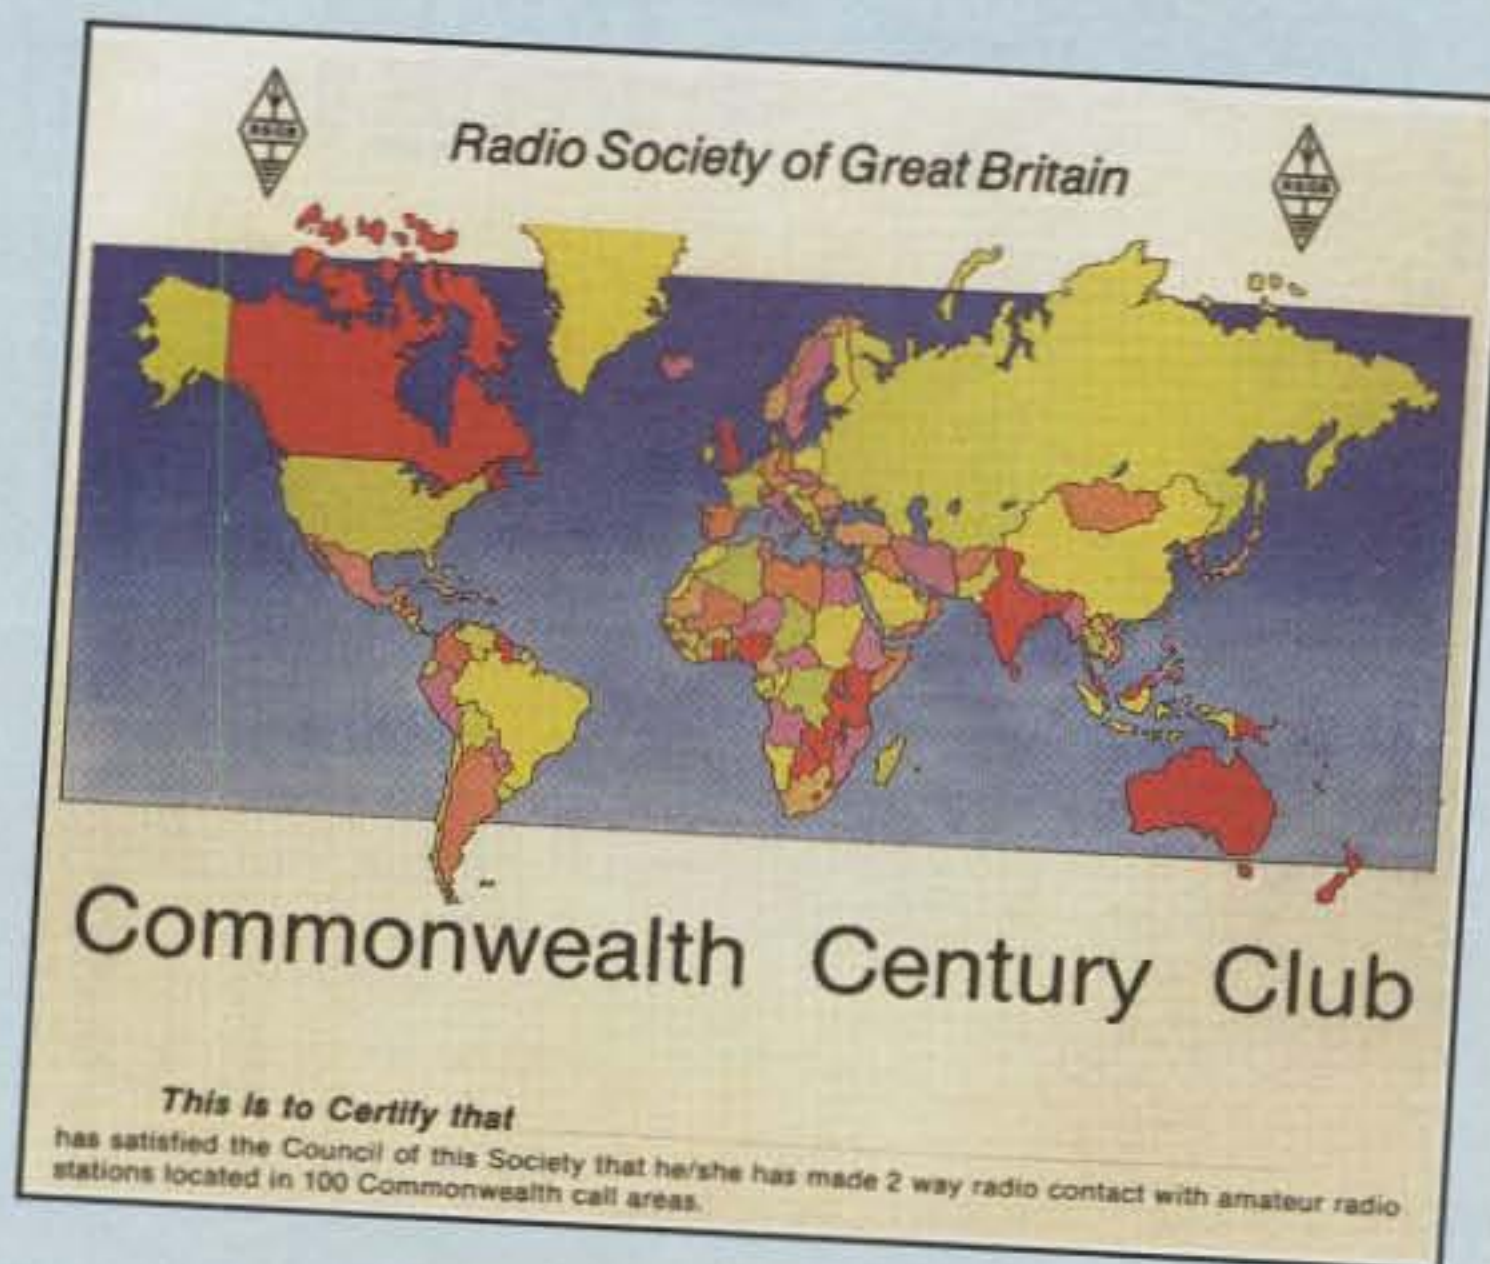 Radio Society of Great Britain
RSGB
RSGB
Commonwealth Century Club
This is to Certify that
has satisfied the Council of this Society that he/she has made 2 way radio contact with amateur radio
stations located in 100 Commonwealth call areas.